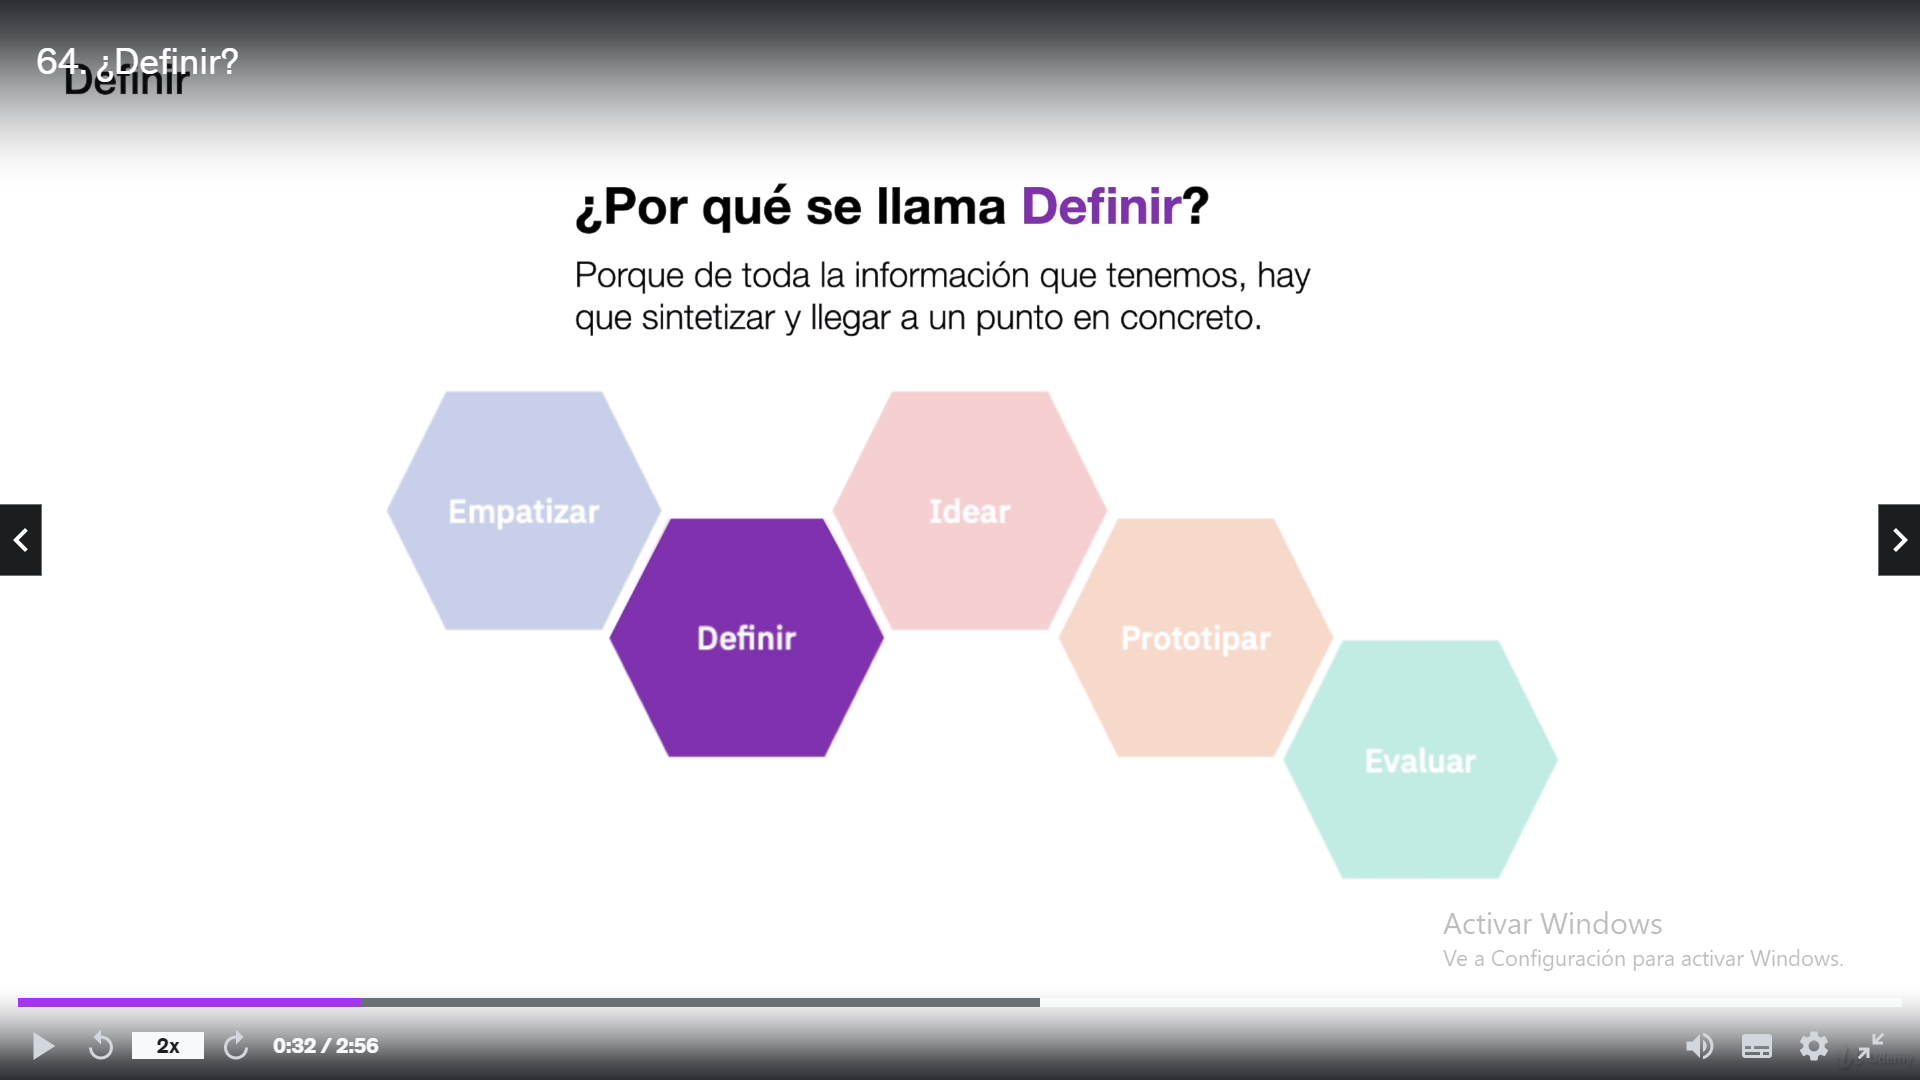 64. ¿Definir?
Definir
¿Por qué se llama Definir?
Porque de toda la información que tenemos, hay
que sintetizar y llegar a un punto en concreto.
Empatizar
Idear
Definir
Prototipar
Evaluar
Activar Windows
Ve a Configuración para activar Windows.
2x
0:32 / 2:56